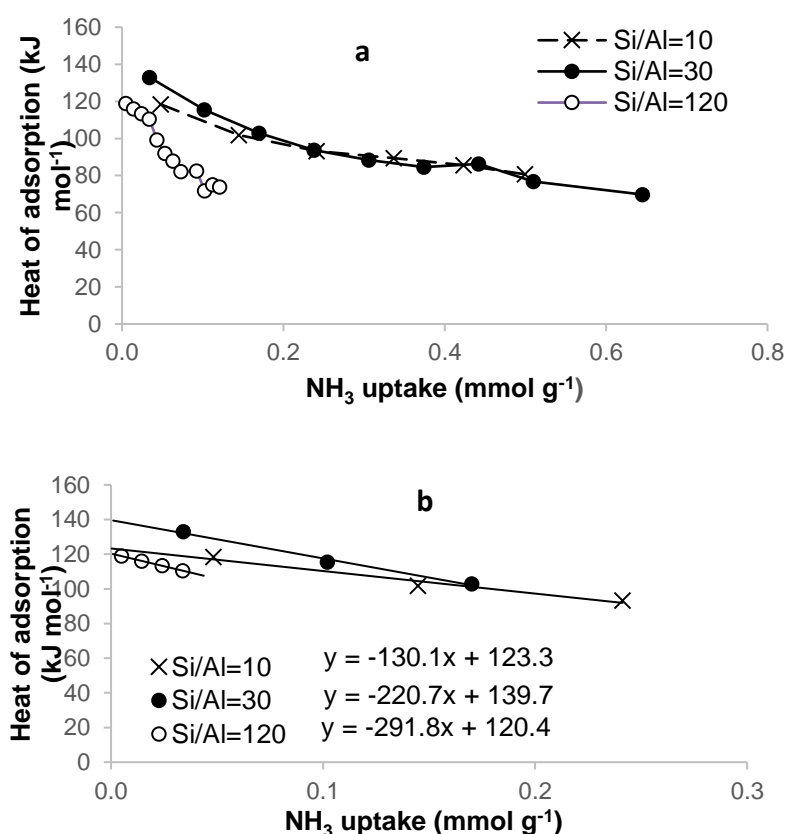 a
Si/Al=10
Si/Al=30
Si/Al=120
Heat of adsorption (kJ
mol⁻¹)
160
140
120
100
80
60
40
20
0
0.0 0.2 0.4 0.6 0.8
NH₃ uptake (mmol g⁻¹)
b
Heat of adsorption
(kJ mol⁻¹)
160
140
120
100
80
60
40
20
0
Si/Al=10 y = -130.1x + 123.3
Si/Al=30 y = -220.7x + 139.7
Si/Al=120 y = -291.8x + 120.4
0 0.1 0.2 0.3
NH₃ uptake (mmol g⁻¹)